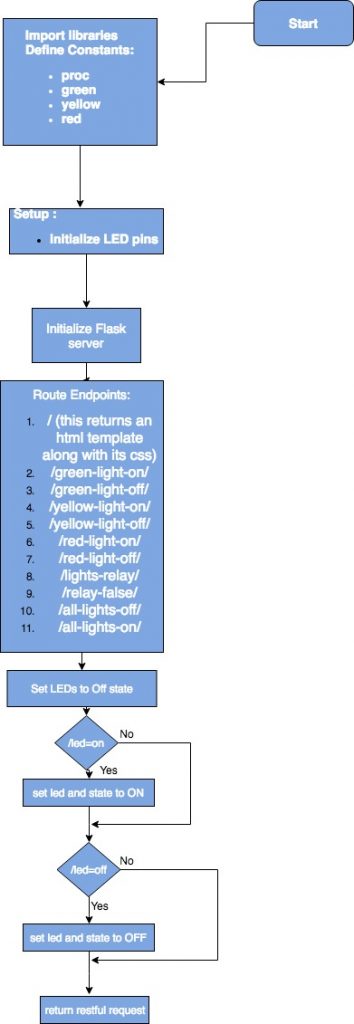 Start
Import libraries
Define Constants:
• proc
• green
• yellow
• red
Setup :
• Initialize LED pins
Initialize Flask
server
Route Endpoints:
1. / (this returns an
html template
along with its css)
2. /green-light-on/
3. /green-light-off/
4. /yellow-light-on/
5. /yellow-light-off/
6. /red-light-on/
7. /red-light-off/
8. /lights-relay/
9. /relay-false/
10. /all-lights-off/
11. /all-lights-on/
Set LEDs to Off state
/led=on
No
Yes
set led and state to ON
/led=off
No
Yes
set led and state to OFF
return restful request